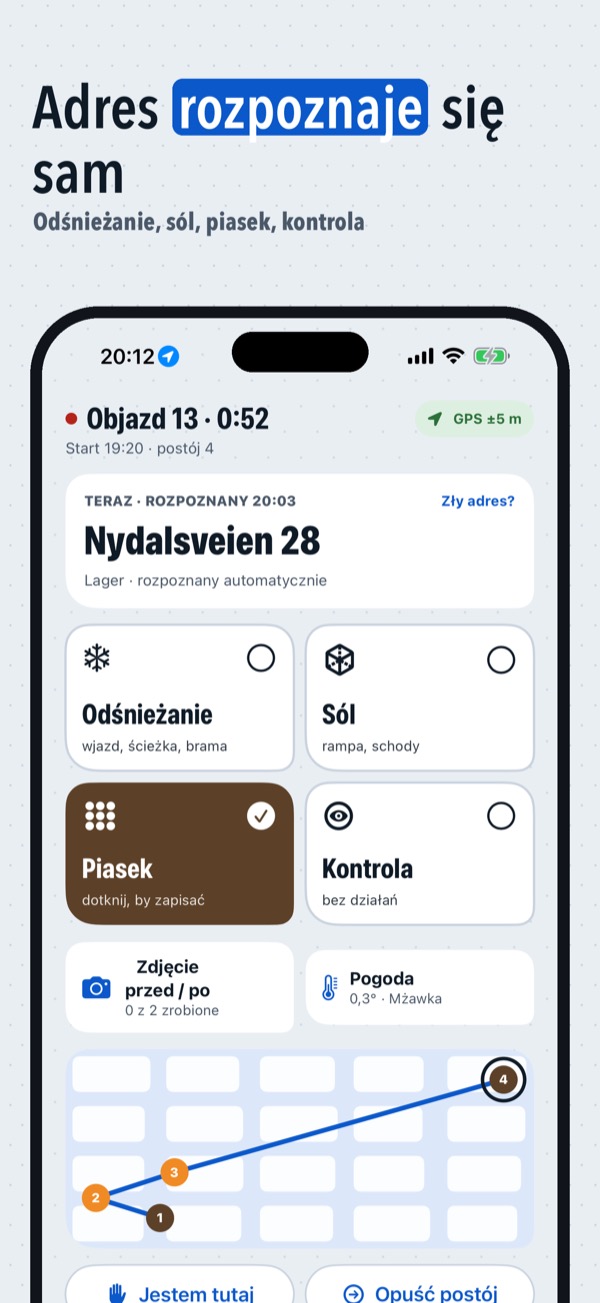 Adres rozpoznaje się
sam
Odśnieżanie, sól, piasek, kontrola
20:12
Objazd 13 · 0:52
GPS ±5 m
Start 19:20 · postój 4
TERAZ · ROZPOZNANY 20:03
Zły adres?
Nydalsveien 28
Lager · rozpoznany automatycznie
Odśnieżanie
wjazd, ścieżka, brama
Sól
rampa, schody
Piasek
dotknij, by zapisać
Kontrola
bez działań
Zdjęcie
przed / po
0 z 2 zrobione
Pogoda
0,3° · Mżawka
4
3
2
1
Jestem tutaj
Opuść postój